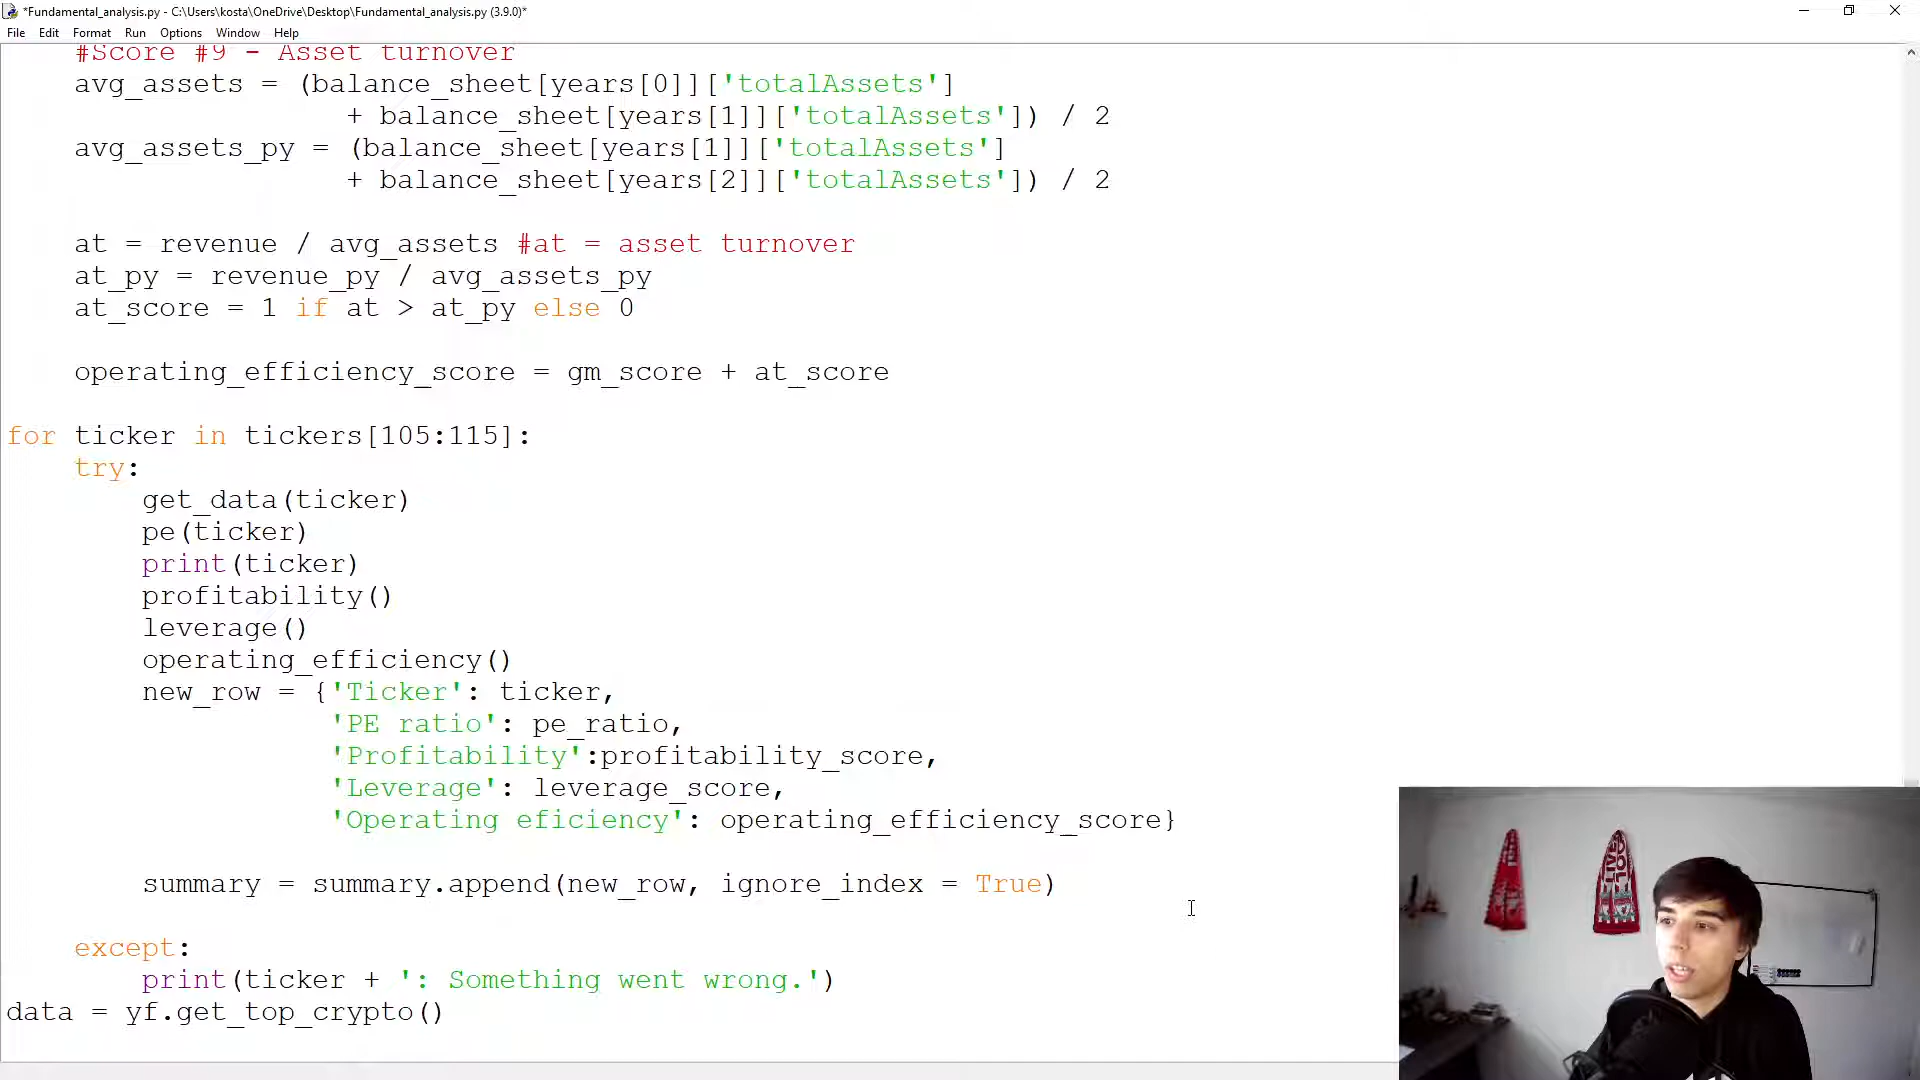 *Fundamental_analysis.py - C:\Users\kosta\OneDrive\Desktop\Fundamental_analysis.py (3.9.0)*
File Edit Format Run Options Window Help
#Score #9 - Asset turnover
avg_assets = (balance_sheet[years[0]]['totalAssets']
+ balance_sheet[years[1]]['totalAssets']) / 2
avg_assets_py = (balance_sheet[years[1]]['totalAssets']
+ balance_sheet[years[2]]['totalAssets']) / 2
at = revenue / avg_assets #at = asset turnover
at_py = revenue_py / avg_assets_py
at_score = 1 if at > at_py else 0
operating_efficiency_score = gm_score + at_score
for ticker in tickers[105:115]:
try:
get_data(ticker)
pe(ticker)
print(ticker)
profitability()
leverage()
operating_efficiency()
new_row = {'Ticker': ticker,
'PE ratio': pe_ratio,
'Profitability':profitability_score,
'Leverage': leverage_score,
'Operating eficiency': operating_efficiency_score}
summary = summary.append(new_row, ignore_index = True)
except:
print(ticker + ': Something went wrong.')
data = yf.get_top_crypto()